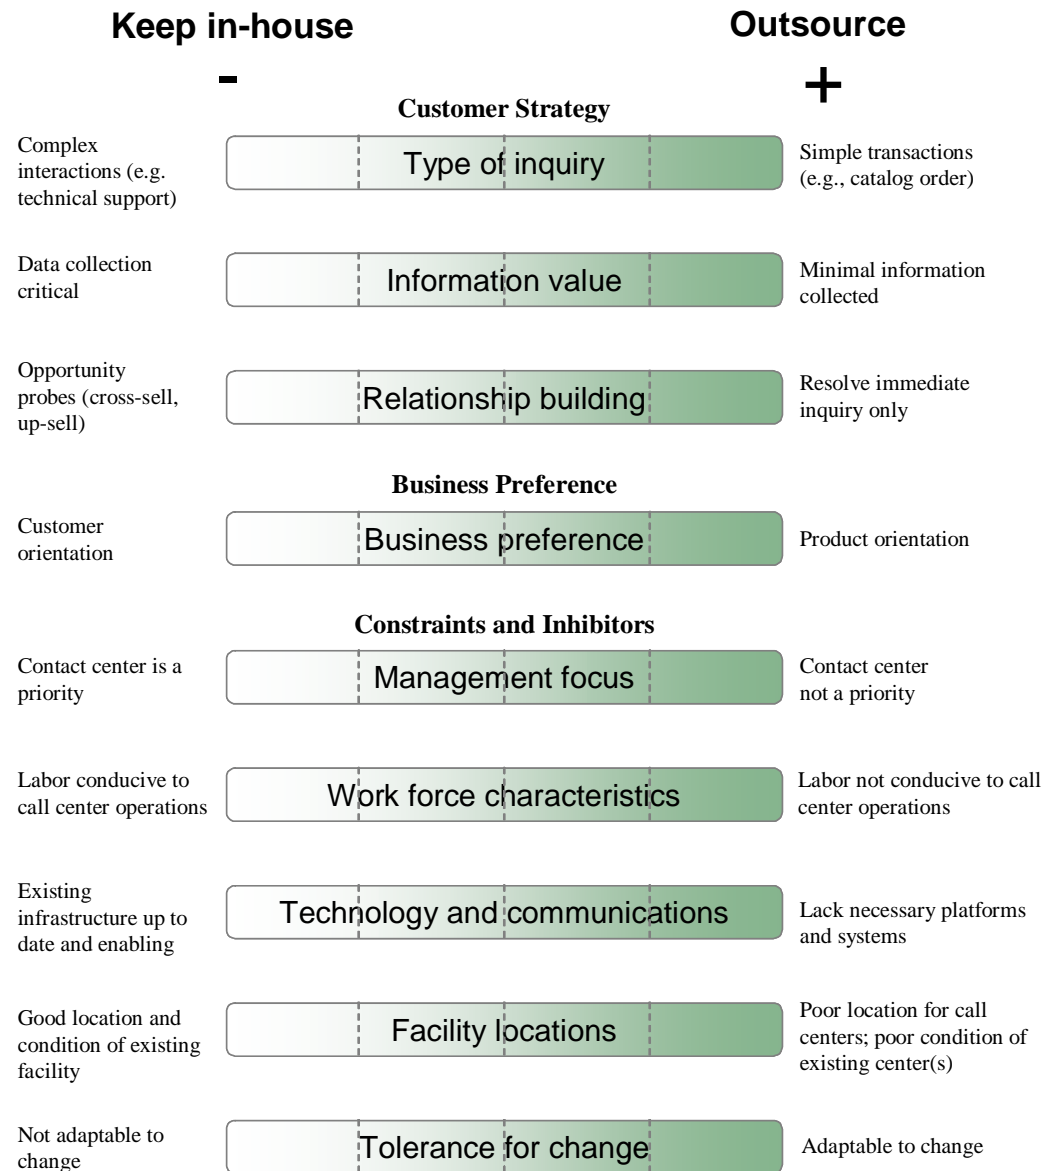 Keep in-house
Outsource
-
+
Customer Strategy
Complex
interactions (e.g.
technical support)
Type of inquiry
Simple transactions
(e.g., catalog order)
Data collection
critical
Information value
Minimal information
collected
Opportunity
probes (cross-sell,
up-sell)
Relationship building
Resolve immediate
inquiry only
Business Preference
Customer
orientation
Business preference
Product orientation
Constraints and Inhibitors
Contact center is a
priority
Management focus
Contact center
not a priority
Labor conducive to
call center operations
Work force characteristics
Labor not conducive to call
center operations
Existing
infrastructure up to
date and enabling
Technology and communications
Lack necessary platforms
and systems
Good location and
condition of existing
facility
Facility locations
Poor location for call
centers; poor condition of
existing center(s)
Not adaptable to
change
Tolerance for change
Adaptable to change